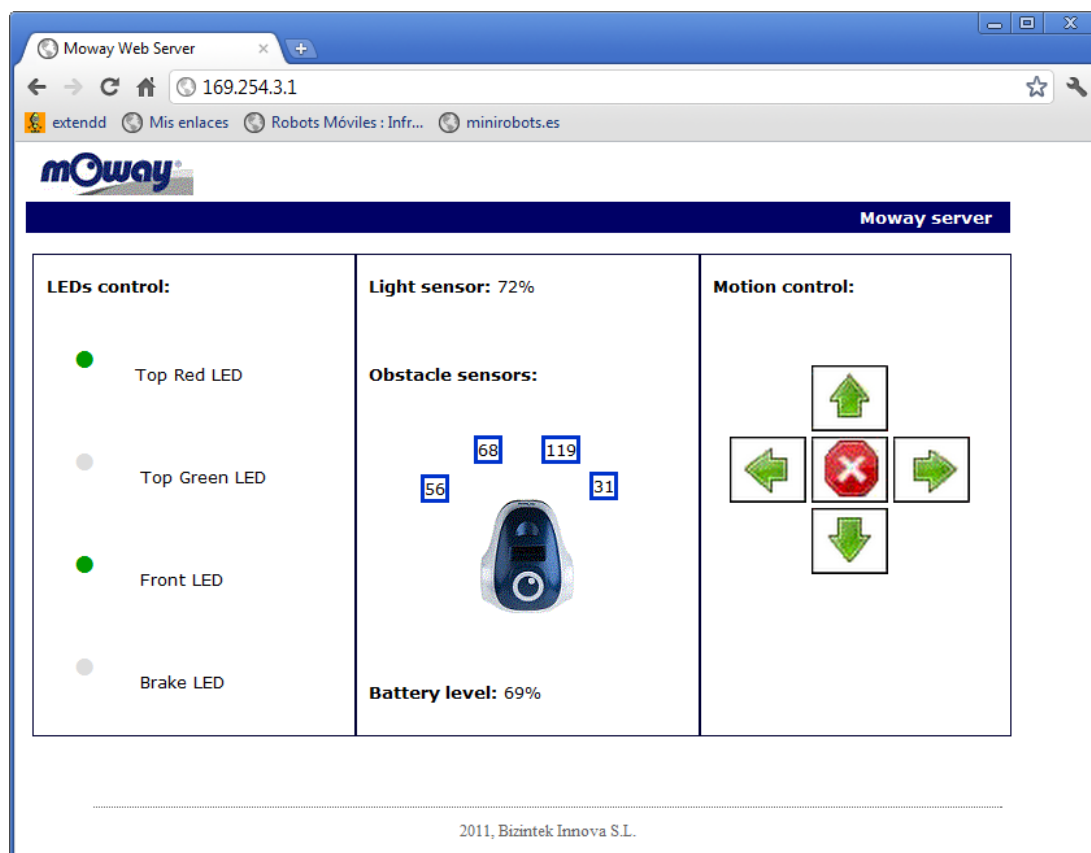 Moway Web Server
169.254.3.1
extendd Mis enlaces Robots Móviles : Infr... minirobots.es
mOway
Moway server
LEDs control:
Top Red LED
Top Green LED
Front LED
Brake LED
Light sensor: 72%
Obstacle sensors:
68 119
56 31
Battery level: 69%
Motion control:
2011, Bizintek Innova S.L.